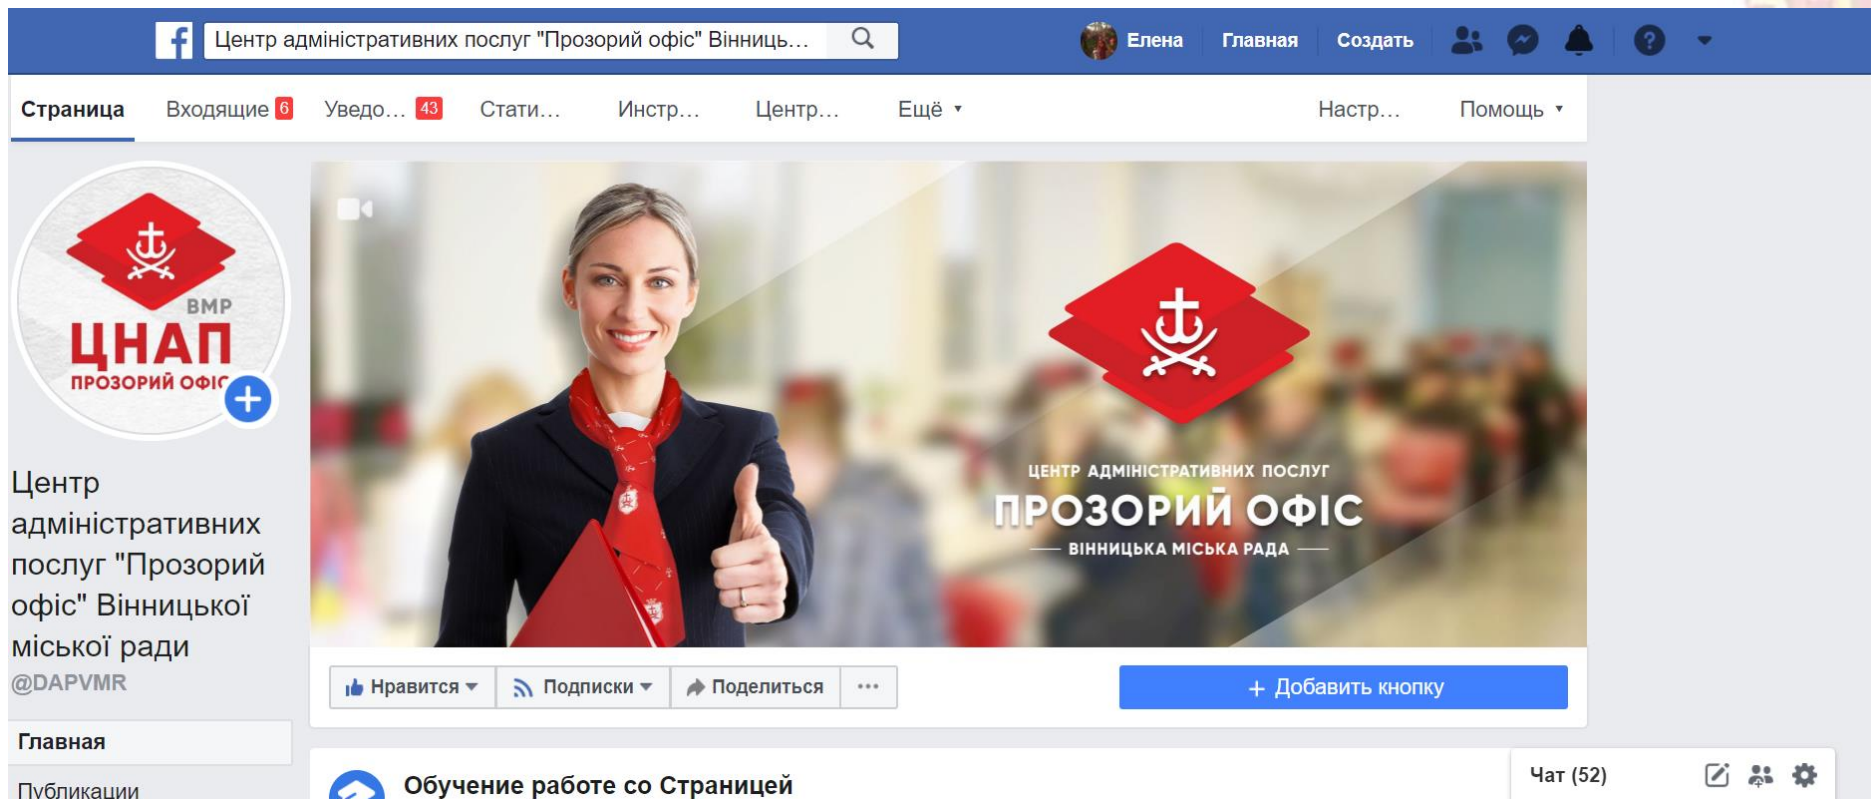 Центр адміністративних послуг "Прозорий офіс" Вінниць...
Елена
Главная
Создать
Страница
Входящие 6
Уведо... 43
Стати...
Инстр...
Центр...
Ещё
Настр...
Помощь
ВМР
ЦНАП
ПРОЗОРИЙ ОФІС
ЦЕНТР АДМІНІСТРАТИВНИХ ПОСЛУГ
ПРОЗОРИЙ ОФІС
ВІННИЦЬКА МІСЬКА РАДА
Центр
адміністративних
послуг "Прозорий
офіс" Вінницької
міської ради
@DAPVMR
Нравится
Подписки
Поделиться
+ Добавить кнопку
Главная
Публикации
Обучение работе со Страницей
Чат (52)